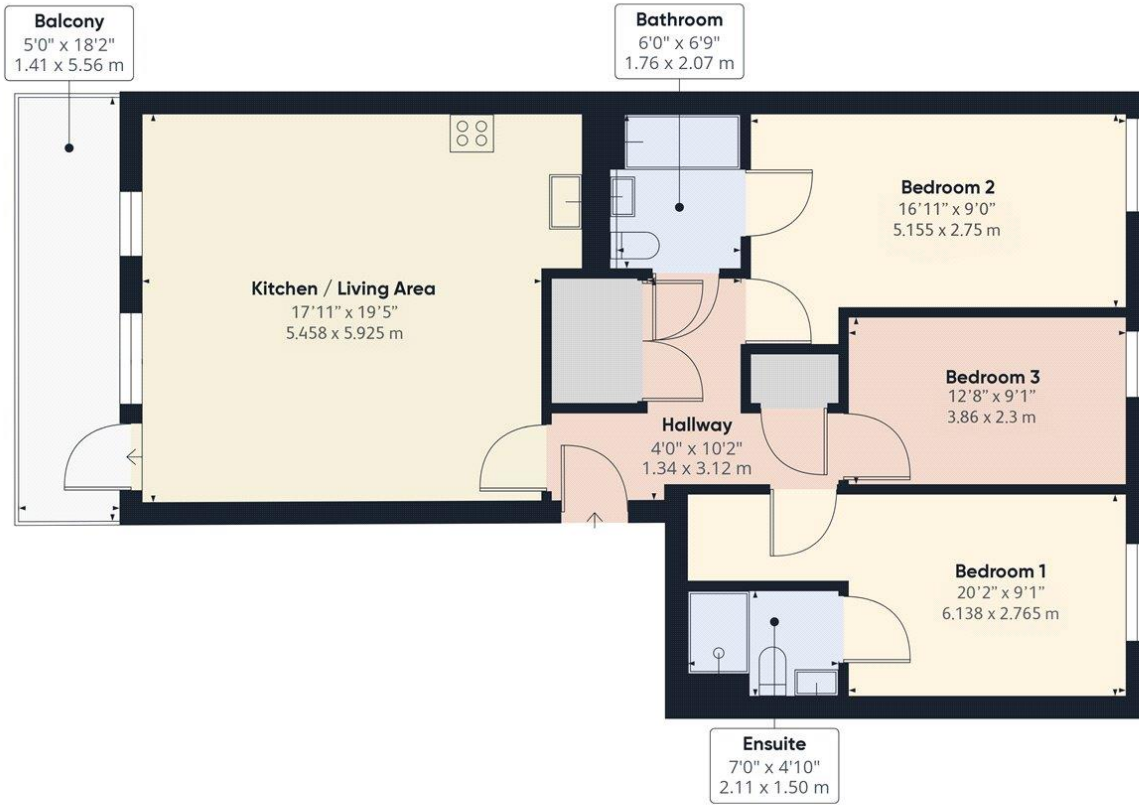 Balcony
5'0" x 18'2"
1.41 x 5.56 m
Bathroom
6'0" x 6'9"
1.76 x 2.07 m
Bedroom 2
16'11" x 9'0"
5.155 x 2.75 m
Kitchen / Living Area
17'11" x 19'5"
5.458 x 5.925 m
Bedroom 3
12'8" x 9'1"
3.86 x 2.3 m
Hallway
4'0" x 10'2"
1.34 x 3.12 m
Bedroom 1
20'2" x 9'1"
6.138 x 2.765 m
Ensuite
7'0" x 4'10"
2.11 x 1.50 m